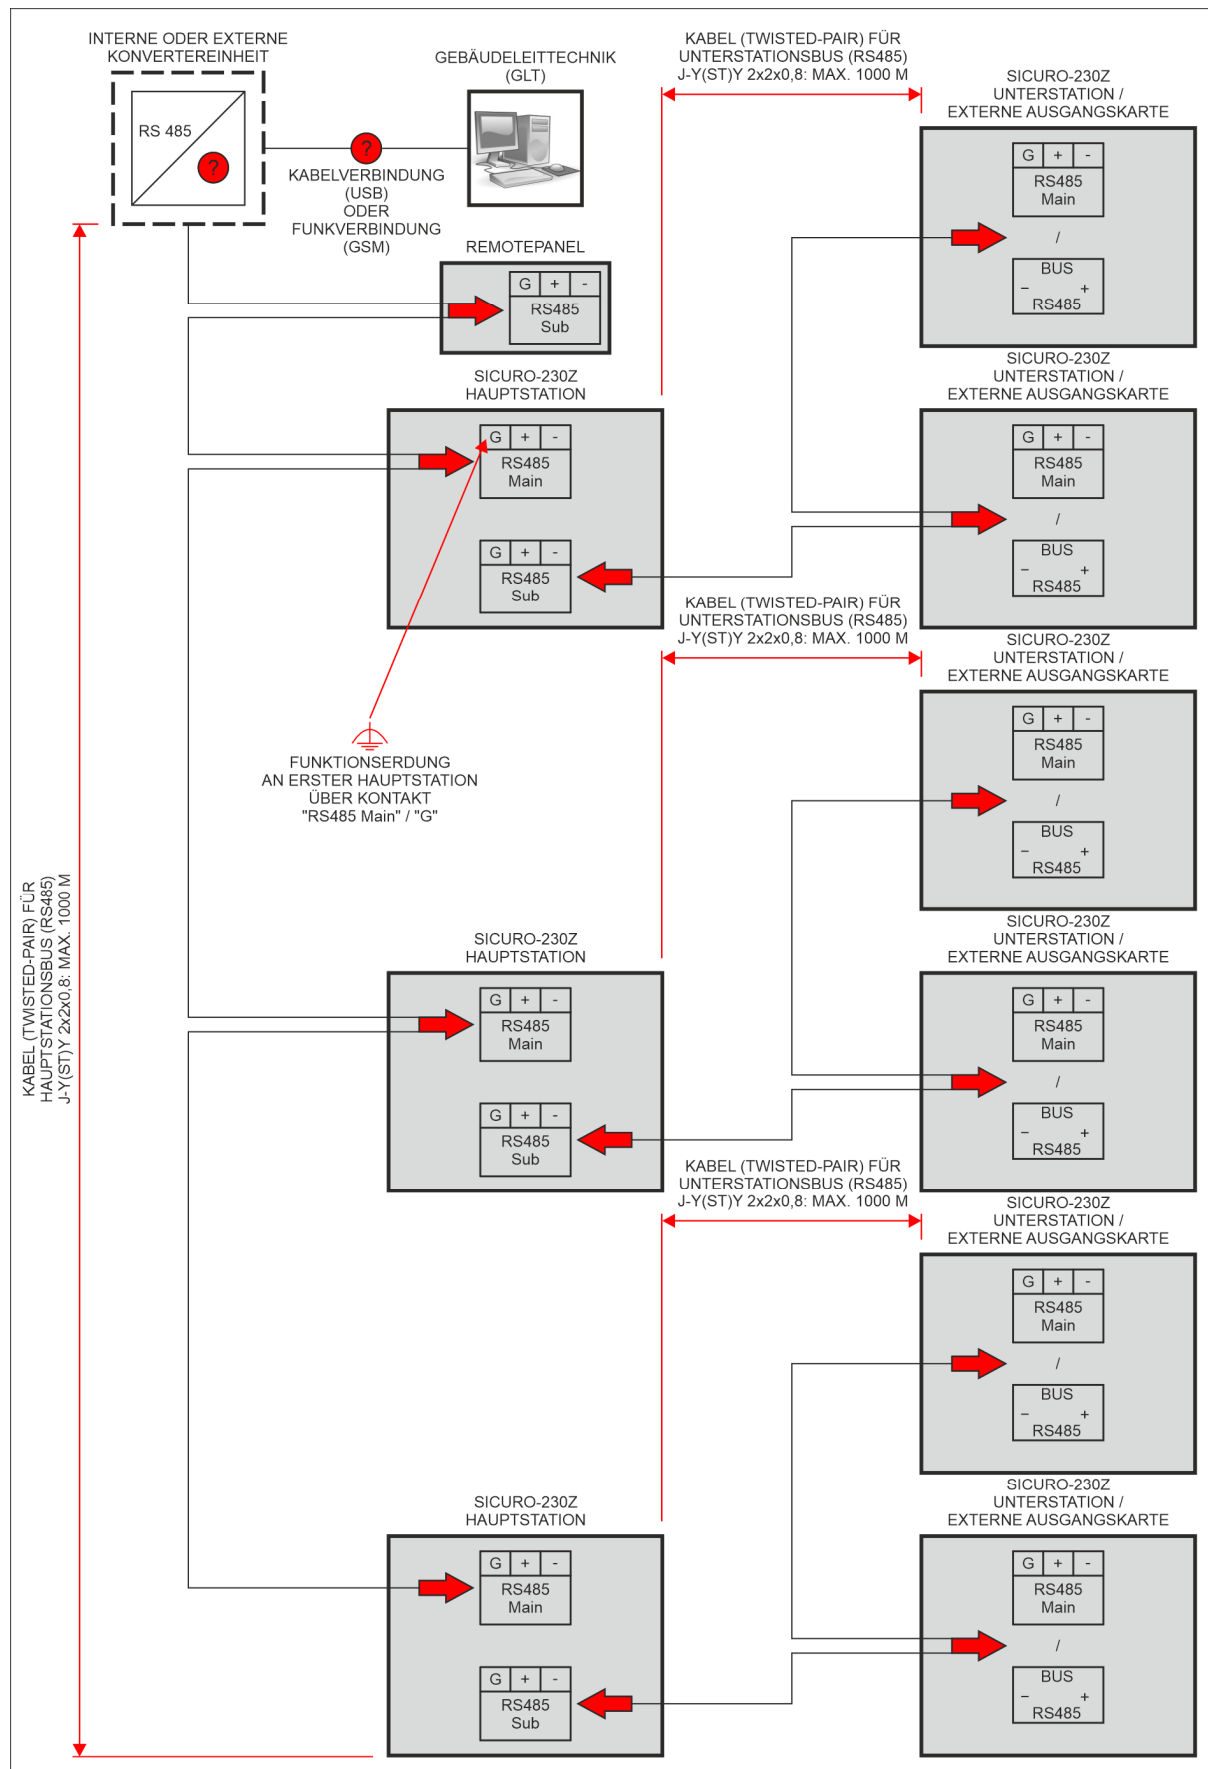 INTERNE ODER EXTERNE
KONVERTEREINHEIT
RS 485
?
?
KABELVERBINDUNG
(USB)
ODER
FUNKVERBINDUNG
(GSM)
GEBÄUDELEITTECHNIK
(GLT)
KABEL (TWISTED-PAIR) FÜR
UNTERSTATIONSBUS (RS485)
J-Y(ST)Y 2x2x0,8: MAX. 1000 M
SICURO-230Z
UNTERSTATION /
EXTERNE AUSGANGSKARTE
G + -
RS485
Main
/
BUS
– +
RS485
REMOTEPANEL
G + -
RS485
Sub
SICURO-230Z
HAUPTSTATION
G + -
RS485
Main
G + -
RS485
Sub
SICURO-230Z
UNTERSTATION /
EXTERNE AUSGANGSKARTE
G + -
RS485
Main
/
BUS
– +
RS485
FUNKTIONSERDUNG
AN ERSTER HAUPTSTATION
ÜBER KONTAKT
"RS485 Main" / "G"
KABEL (TWISTED-PAIR) FÜR
UNTERSTATIONSBUS (RS485)
J-Y(ST)Y 2x2x0,8: MAX. 1000 M
SICURO-230Z
UNTERSTATION /
EXTERNE AUSGANGSKARTE
G + -
RS485
Main
/
BUS
– +
RS485
KABEL (TWISTED-PAIR) FÜR
HAUPTSTATIONSBUS (RS485)
J-Y(ST)Y 2x2x0,8: MAX. 1000 M
SICURO-230Z
HAUPTSTATION
G + -
RS485
Main
G + -
RS485
Sub
SICURO-230Z
UNTERSTATION /
EXTERNE AUSGANGSKARTE
G + -
RS485
Main
/
BUS
– +
RS485
KABEL (TWISTED-PAIR) FÜR
UNTERSTATIONSBUS (RS485)
J-Y(ST)Y 2x2x0,8: MAX. 1000 M
SICURO-230Z
UNTERSTATION /
EXTERNE AUSGANGSKARTE
G + -
RS485
Main
/
BUS
– +
RS485
SICURO-230Z
HAUPTSTATION
G + -
RS485
Main
G + -
RS485
Sub
SICURO-230Z
UNTERSTATION /
EXTERNE AUSGANGSKARTE
G + -
RS485
Main
/
BUS
– +
RS485